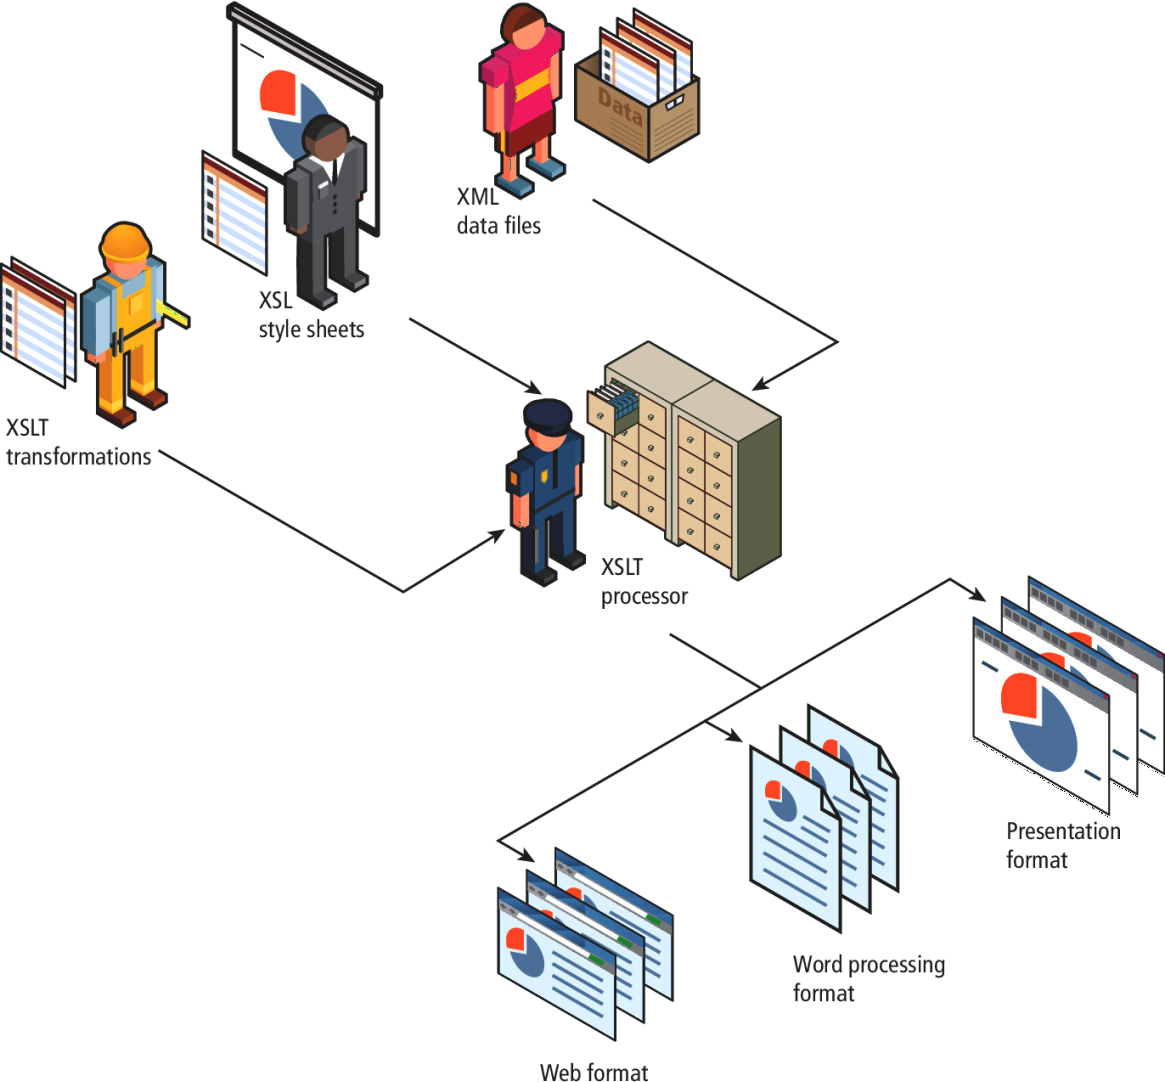 Data
XML
data files
XSL
style sheets
XSLT
transformations
XSLT
processor
Presentation
format
Word processing
format
Web format